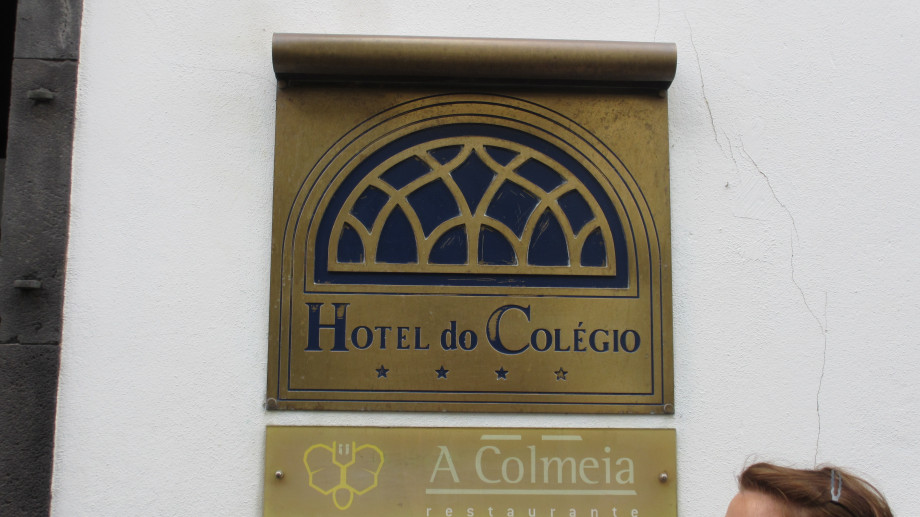 HOTEL do COLÉGIO
A Colmeia
restaurante